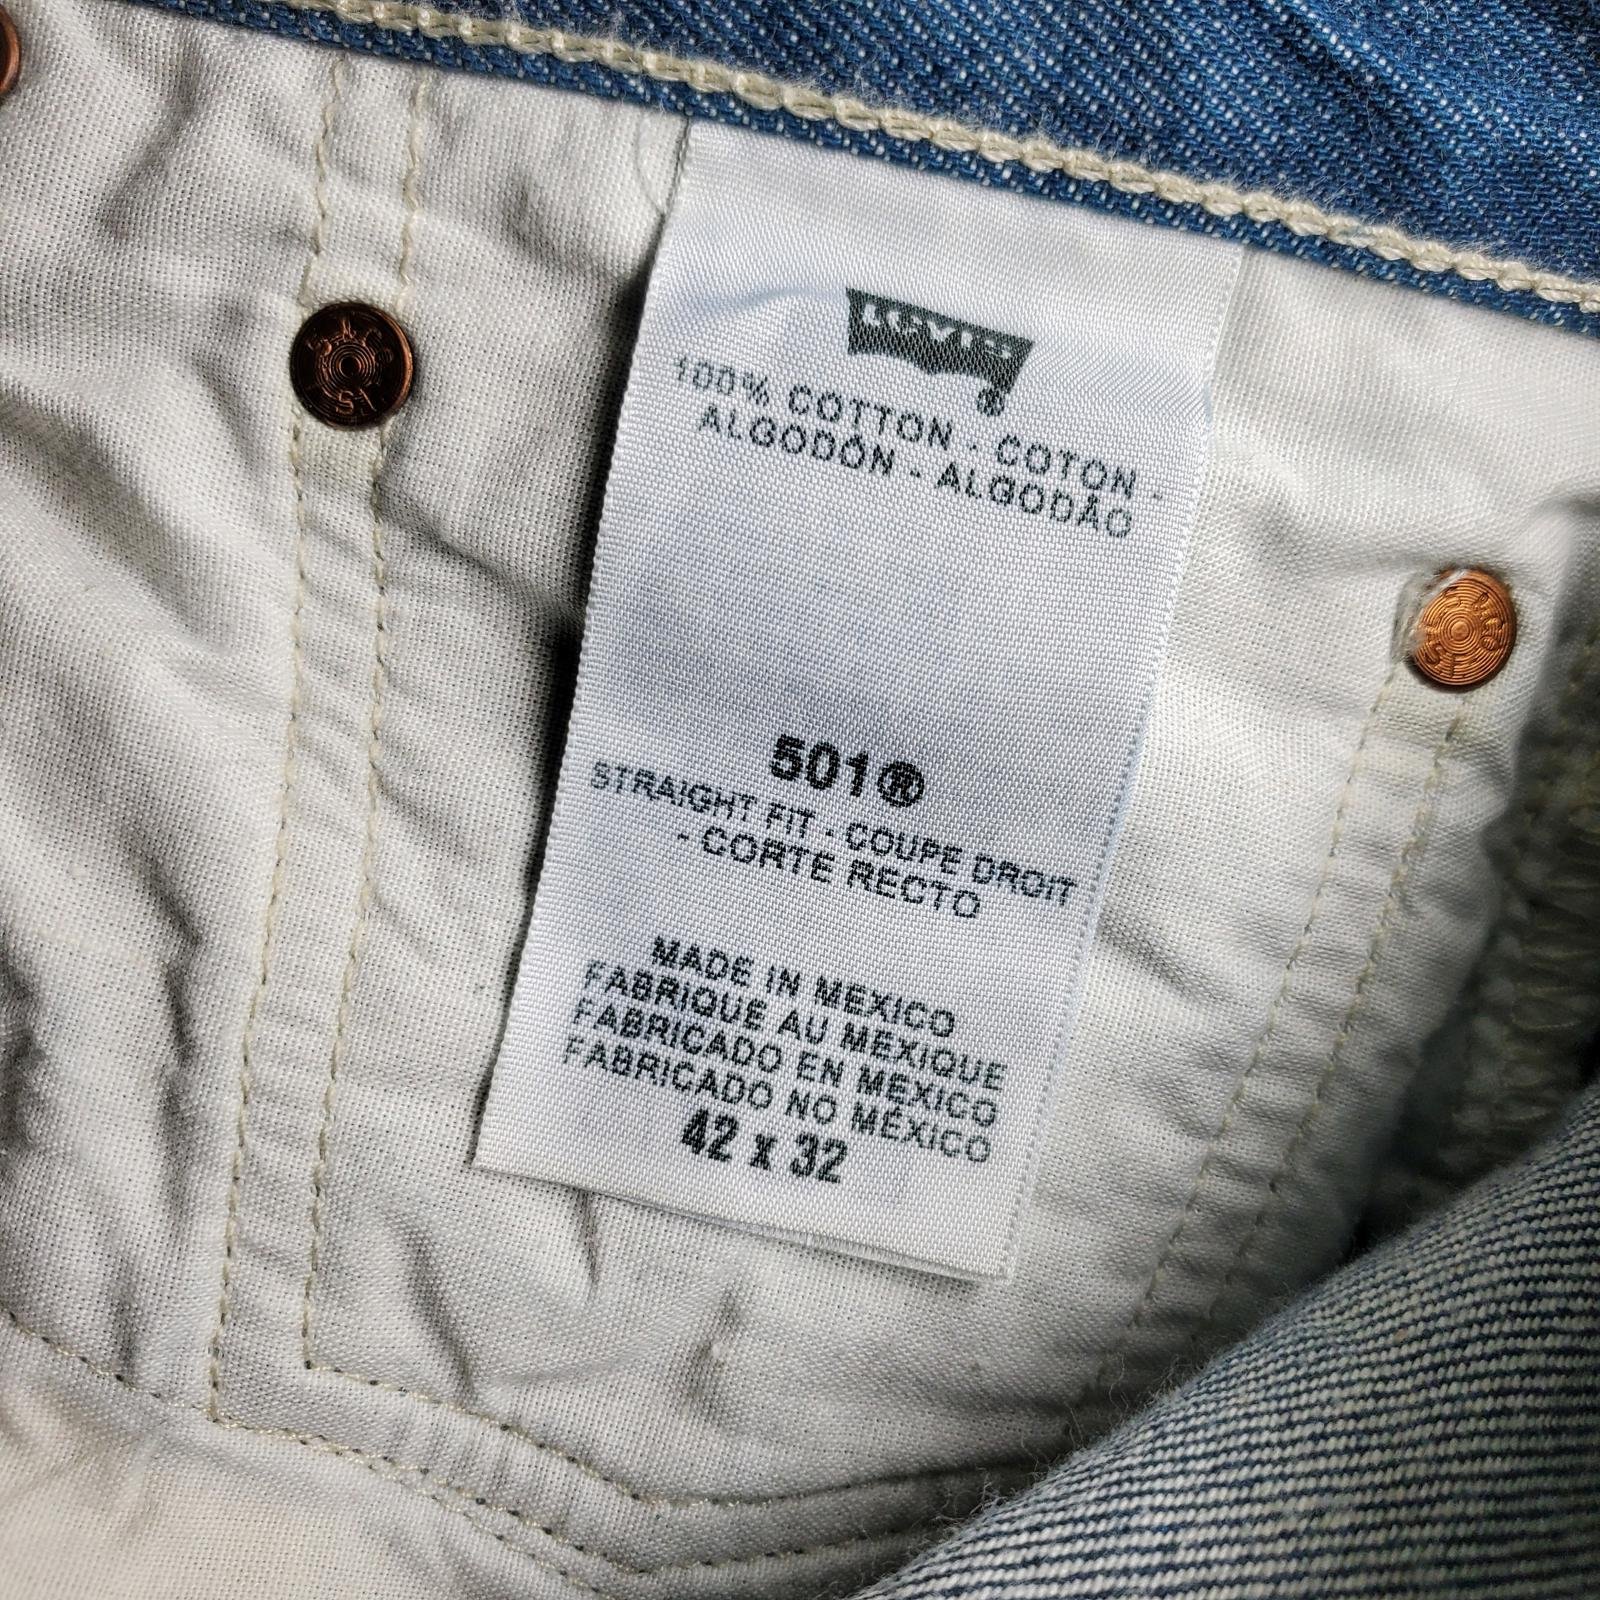 LEVI'S
®
100% COTTON - COTON -
ALGODÓN - ALGODÃO
501®
STRAIGHT FIT - COUPE DROIT
- CORTE RECTO
MADE IN MEXICO
FABRIQUE AU MEXIQUE
FABRICADO EN MEXICO
FABRICADO NO MÉXICO
42 x 32